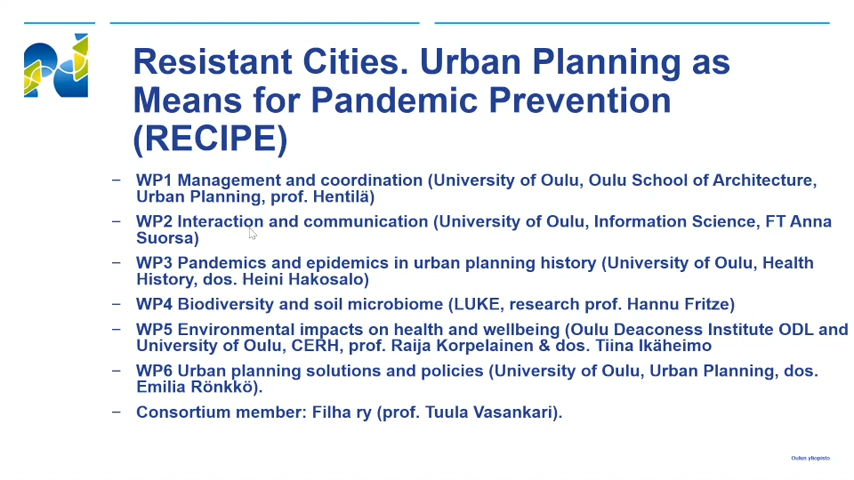 Resistant Cities. Urban Planning as
Means for Pandemic Prevention
(RECIPE)
– WP1 Management and coordination (University of Oulu, Oulu School of Architecture,
Urban Planning, prof. Hentilä)
– WP2 Interaction and communication (University of Oulu, Information Science, FT Anna
Suorsa)
– WP3 Pandemics and epidemics in urban planning history (University of Oulu, Health
History, dos. Heini Hakosalo)
– WP4 Biodiversity and soil microbiome (LUKE, research prof. Hannu Fritze)
– WP5 Environmental impacts on health and wellbeing (Oulu Deaconess Institute ODL and
University of Oulu, CERH, prof. Raija Korpelainen & dos. Tiina Ikäheimo
– WP6 Urban planning solutions and policies (University of Oulu, Urban Planning, dos.
Emilia Rönkkö).
– Consortium member: Filha ry (prof. Tuula Vasankari).
Oulun yliopisto